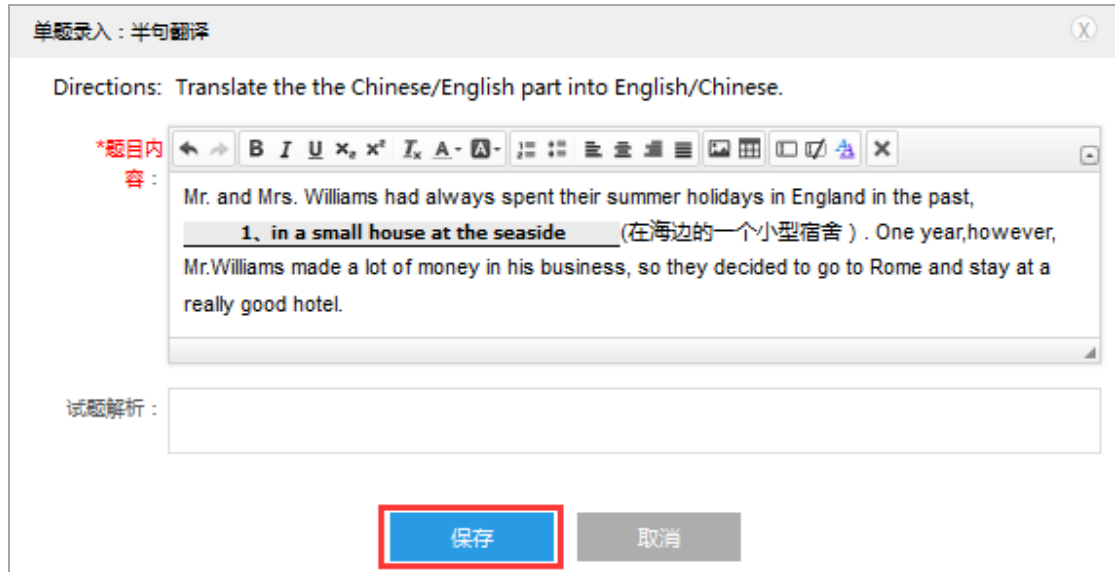 单题录入：半句翻译
Directions: Translate the the Chinese/English part into English/Chinese.
*题目内容：
Mr. and Mrs. Williams had always spent their summer holidays in England in the past,
1、in a small house at the seaside (在海边的一个小型宿舍）. One year,however,
Mr.Williams made a lot of money in his business, so they decided to go to Rome and stay at a
really good hotel.
试题解析：
保存 取消